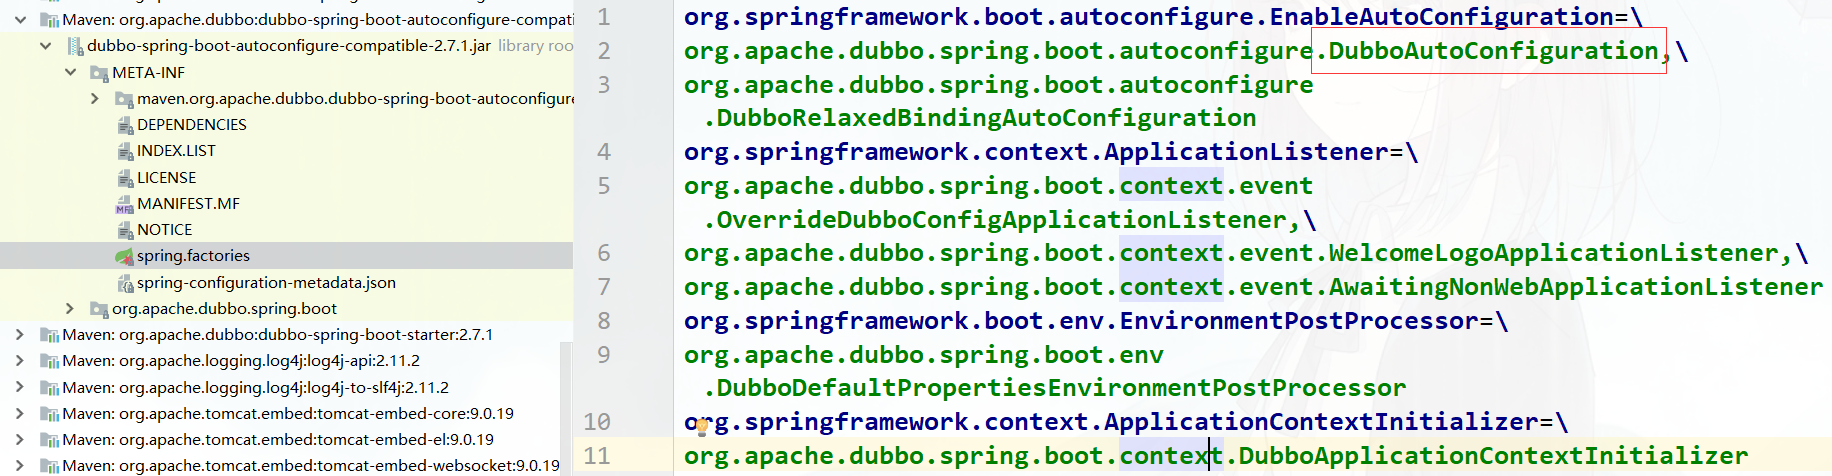 Maven: org.apache.dubbo:dubbo-spring-boot-autoconfigure-compati
dubbo-spring-boot-autoconfigure-compatible-2.7.1.jar library roo
META-INF
maven.org.apache.dubbo.dubbo-spring-boot-autoconfigure
DEPENDENCIES
INDEX.LIST
LICENSE
MANIFEST.MF
NOTICE
spring.factories
spring-configuration-metadata.json
org.apache.dubbo.spring.boot
Maven: org.apache.dubbo:dubbo-spring-boot-starter:2.7.1
Maven: org.apache.logging.log4j:log4j-api:2.11.2
Maven: org.apache.logging.log4j:log4j-to-slf4j:2.11.2
Maven: org.apache.tomcat.embed:tomcat-embed-core:9.0.19
Maven: org.apache.tomcat.embed:tomcat-embed-el:9.0.19
Maven: org.apache.tomcat.embed:tomcat-embed-websocket:9.0.19
1 org.springframework.boot.autoconfigure.EnableAutoConfiguration=\
2 org.apache.dubbo.spring.boot.autoconfigure.DubboAutoConfiguration,\
3 org.apache.dubbo.spring.boot.autoconfigure
.DubboRelaxedBindingAutoConfiguration
4 org.springframework.context.ApplicationListener=\
5 org.apache.dubbo.spring.boot.context.event
.OverrideDubboConfigApplicationListener,\
6 org.apache.dubbo.spring.boot.context.event.WelcomeLogoApplicationListener,\
7 org.apache.dubbo.spring.boot.context.event.AwaitingNonWebApplicationListener
8 org.springframework.boot.env.EnvironmentPostProcessor=\
9 org.apache.dubbo.spring.boot.env
.DubboDefaultPropertiesEnvironmentPostProcessor
10 org.springframework.context.ApplicationContextInitializer=\
11 org.apache.dubbo.spring.boot.context.DubboApplicationContextInitializer